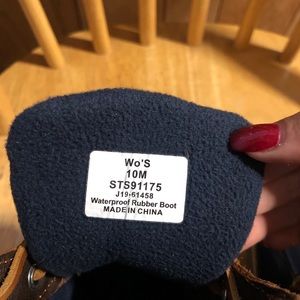 Wo'S
10M
STS91175
J19-61458
Waterproof Rubber Boot
MADE IN CHINA